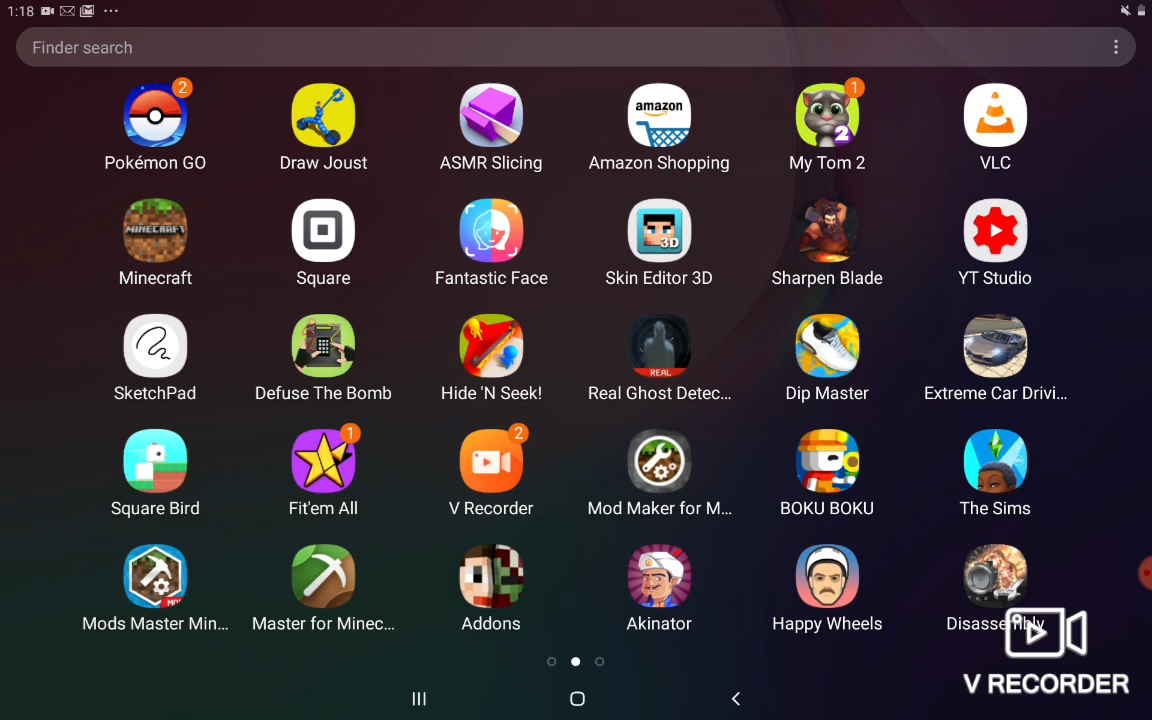 1:18
Finder search
2
amazon
1
2
Pokémon GO
Draw Joust
ASMR Slicing
Amazon Shopping
My Tom 2
VLC
MINECRAFT
3D
Minecraft
Square
Fantastic Face
Skin Editor 3D
Sharpen Blade
YT Studio
REAL
SketchPad
Defuse The Bomb
Hide 'N Seek!
Real Ghost Detec...
Dip Master
Extreme Car Drivi...
1
2
Square Bird
Fit'em All
V Recorder
Mod Maker for M...
BOKU BOKU
The Sims
Mods Master Min...
Master for Minec...
Addons
Akinator
Happy Wheels
Disassembly
V RECORDER